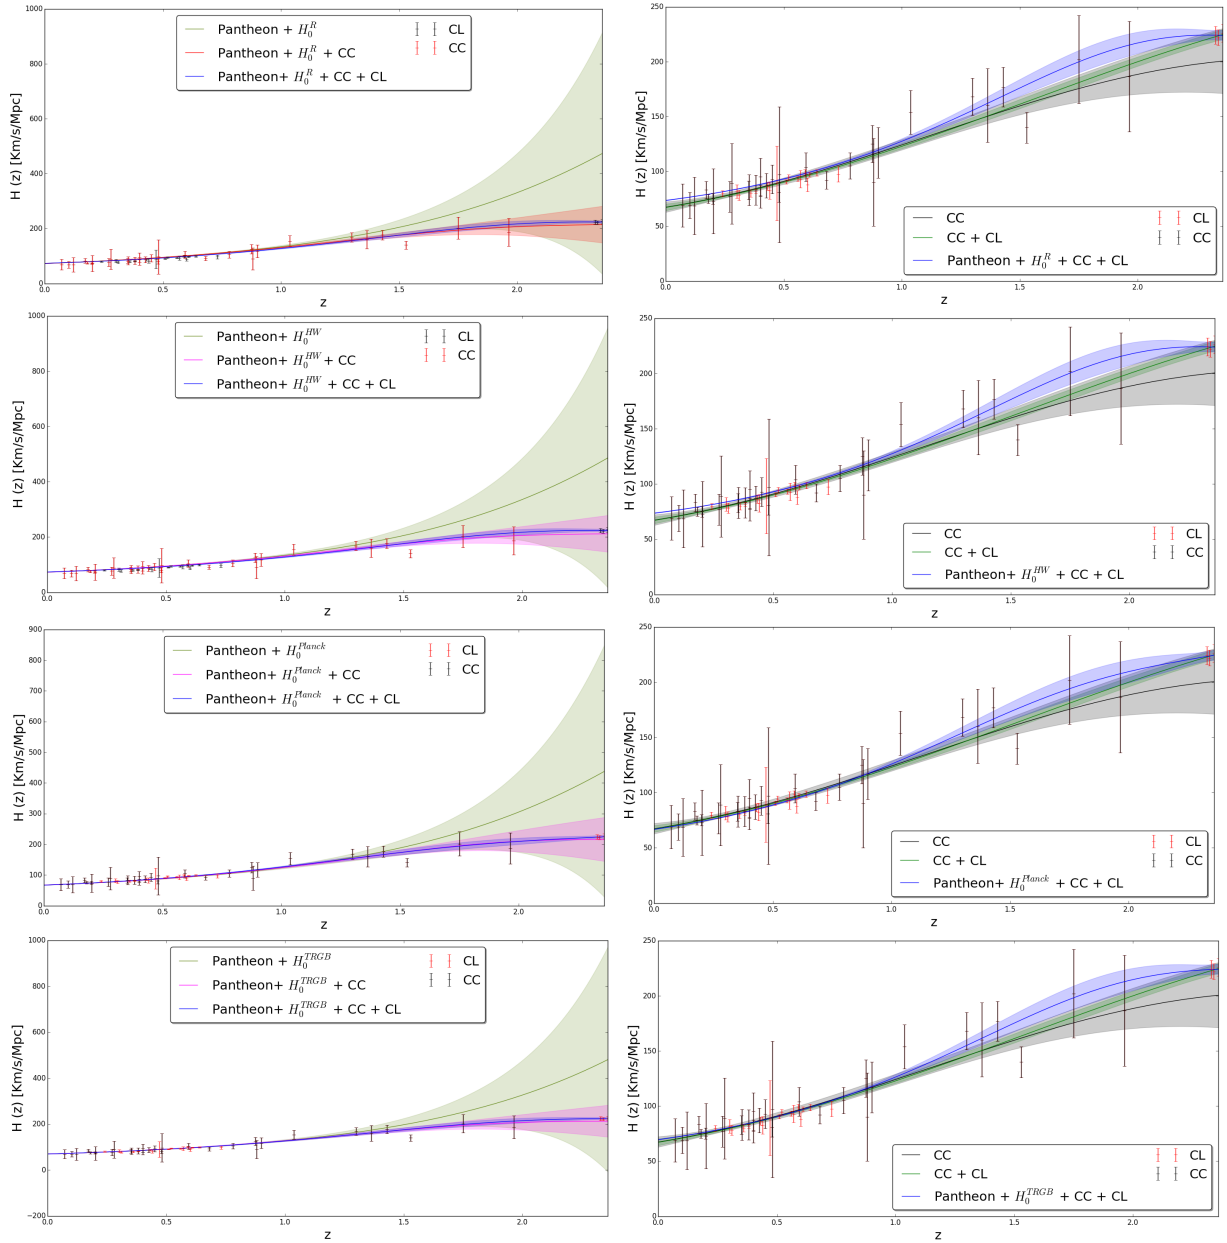 1000
800
600
400
200
0
H (z) [Km/s/Mpc]
Pantheon + H_0^R
Pantheon + H_0^R + CC
Pantheon+ H_0^R + CC + CL
CL
CC
0.0 0.5 1.0 1.5 2.0
z
250
200
150
100
50
0
H (z) [Km/s/Mpc]
CC
CC + CL
Pantheon + H_0^R + CC + CL
CL
CC
0.0 0.5 1.0 1.5 2.0
z
1000
800
600
400
200
0
H (z) [Km/s/Mpc]
Pantheon+ H_0^{HW}
Pantheon+ H_0^{HW} + CC
Pantheon+ H_0^{HW} + CC + CL
CL
CC
0.0 0.5 1.0 1.5 2.0
z
250
200
150
100
50
0
H (z) [Km/s/Mpc]
CC
CC + CL
Pantheon+ H_0^{HW} + CC + CL
CL
CC
0.0 0.5 1.0 1.5 2.0
z
900
800
700
600
500
400
300
200
100
0
H (z) [Km/s/Mpc]
Pantheon + H_0^{Planck}
Pantheon+ H_0^{Planck} + CC
Pantheon+ H_0^{Planck} + CC + CL
CL
CC
0.0 0.5 1.0 1.5 2.0
z
250
200
150
100
50
0
H (z) [Km/s/Mpc]
CC
CC + CL
Pantheon+ H_0^{Planck} + CC + CL
CL
CC
0.0 0.5 1.0 1.5 2.0
z
1000
800
600
400
200
0
−200
H (z) [Km/s/Mpc]
Pantheon + H_0^{TRGB}
Pantheon+ H_0^{TRGB} + CC
Pantheon+ H_0^{TRGB} + CC + CL
CL
CC
0.0 0.5 1.0 1.5 2.0
z
250
200
150
100
50
0
H (z) [Km/s/Mpc]
CC
CC + CL
Pantheon + H_0^{TRGB} + CC + CL
CL
CC
0.0 0.5 1.0 1.5 2.0
z